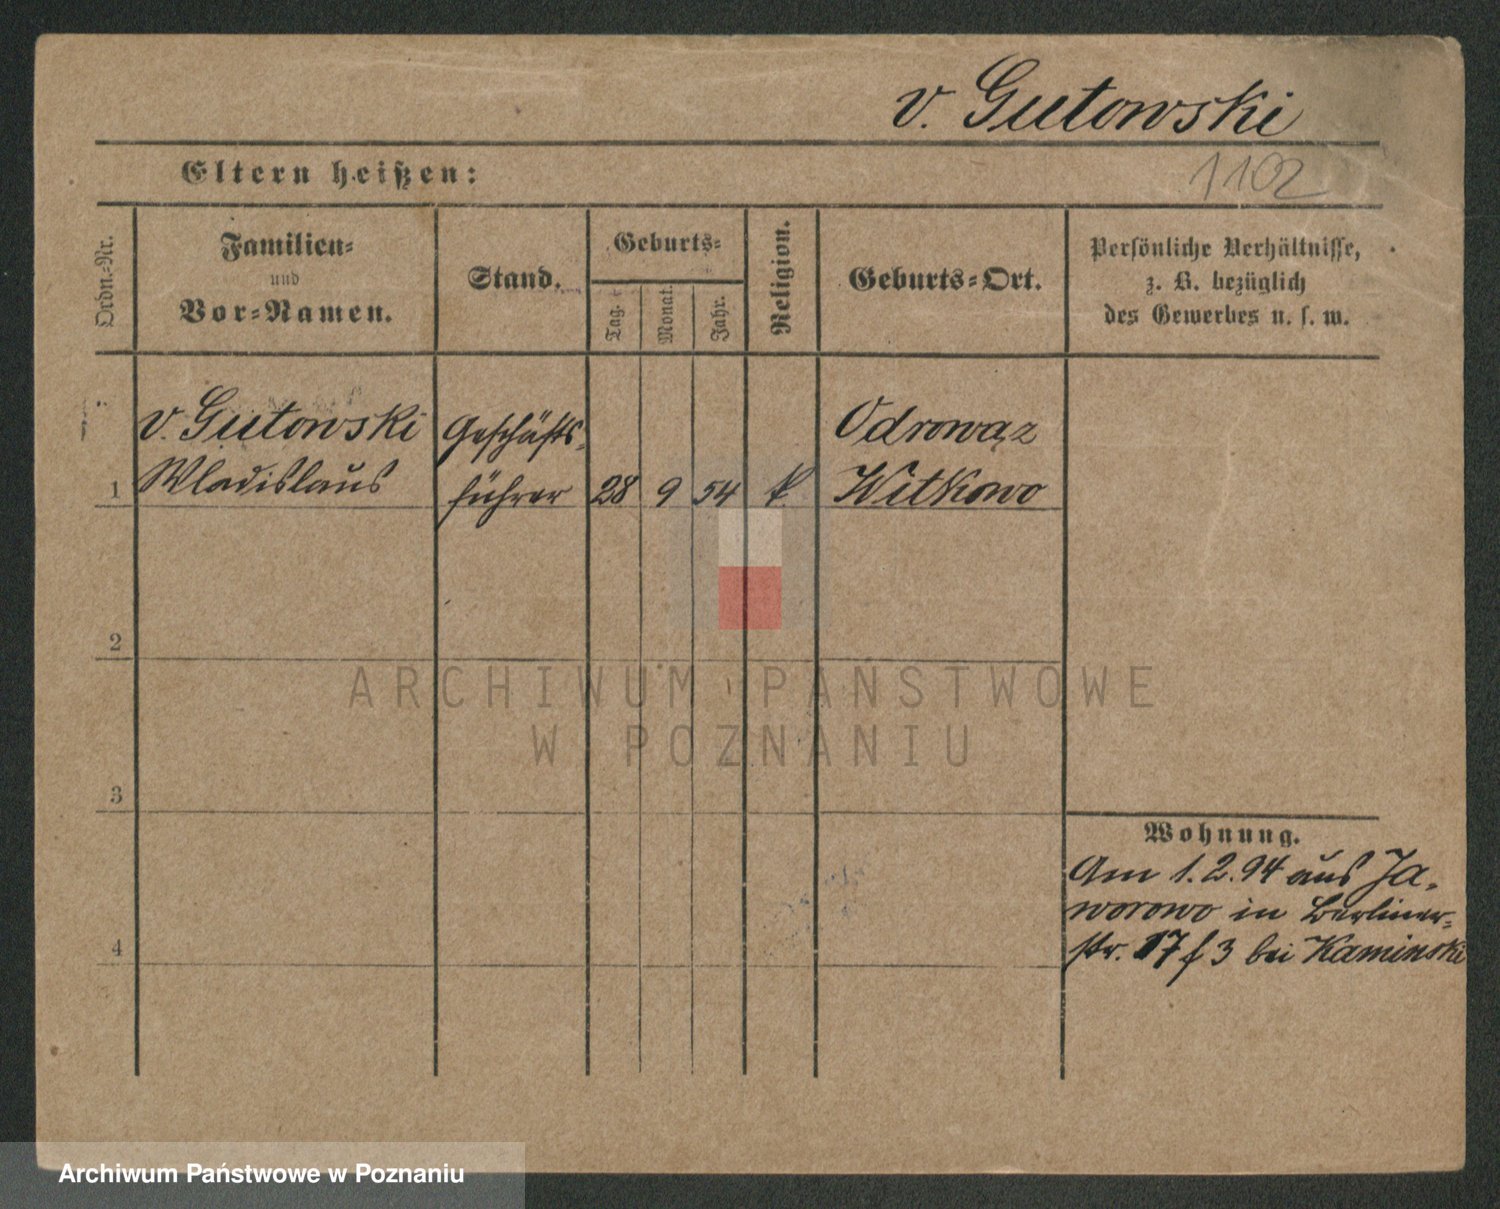 v. Gutowski
Eltern heißen:
1102
Ordn.-Nr.
Familien-
und
Vor-Namen.
Stand.
Geburts-
Tag.
Monat.
Jahr.
Religion.
Geburts-Ort.
Persönliche Verhältnisse,
z. B. bezüglich
des Gewerbes u. s. w.
v. Gutowski
Wladislaus
Geschäfts-
führer
1
28 9 54 k.
Odrowąz
Witkowo
2
3
4
ARCHIWUM PAŃSTWOWE
W POZNANIU
Wohnung.
Am 1.2.94 aus Ja-
worowo in Berliner-
str. 17 f 3 bei Kaminski
Archiwum Państwowe w Poznaniu